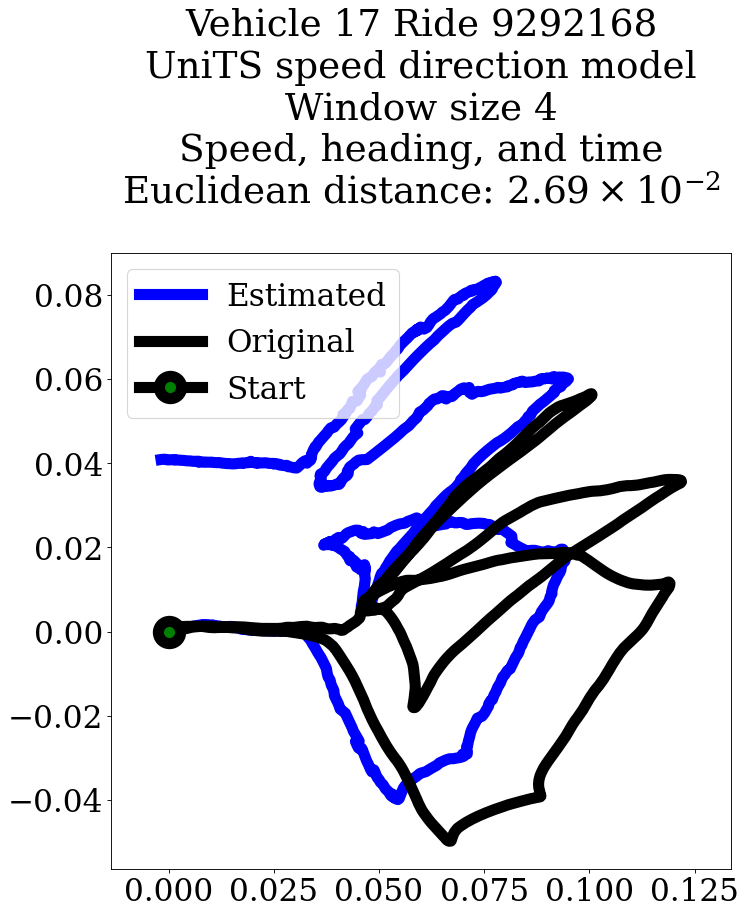 Vehicle 17 Ride 9292168
UniTS speed direction model
Window size 4
Speed, heading, and time
Euclidean distance: 2.69 × 10⁻²
Estimated
Original
Start
0.08
0.06
0.04
0.02
0.00
−0.02
−0.04
0.000 0.025 0.050 0.075 0.100 0.125